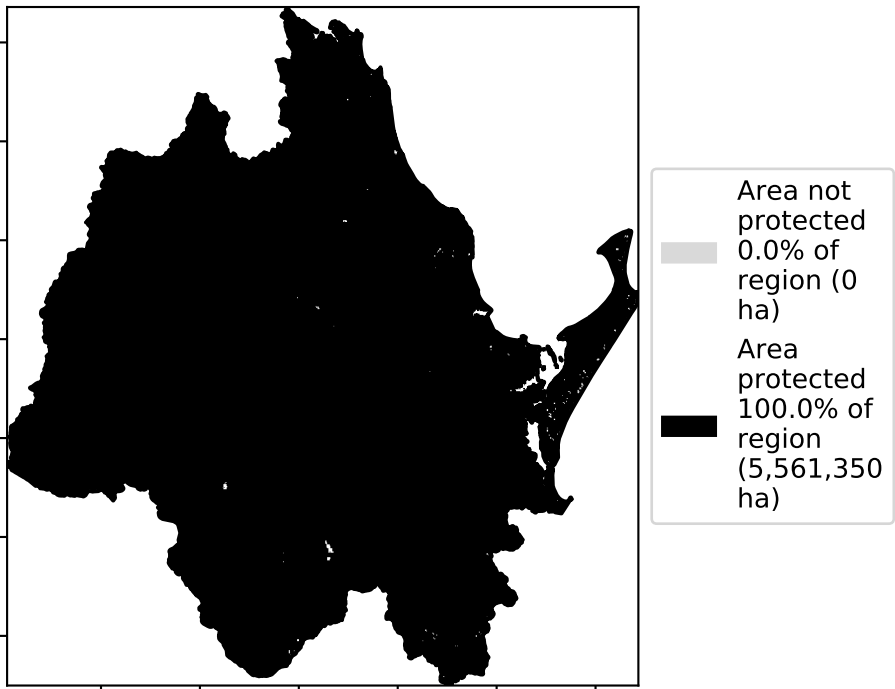 Area not
protected
0.0% of
region (0
ha)
Area
protected
100.0% of
region
(5,561,350
ha)